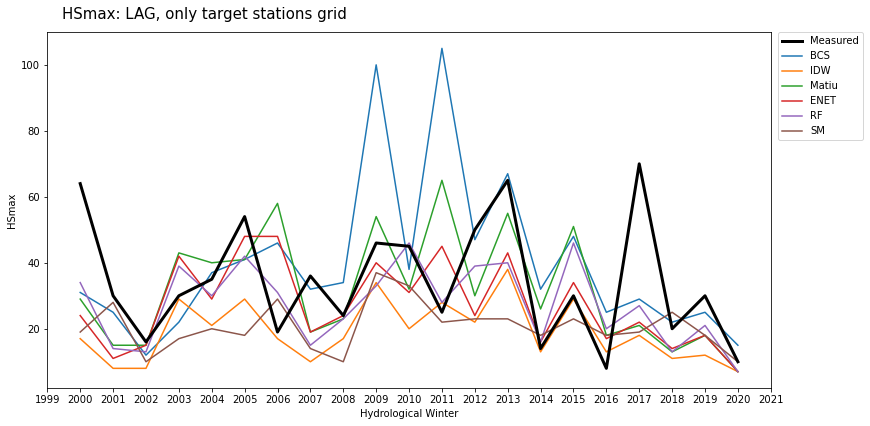 HSmax: LAG, only target stations grid
Measured
BCS
IDW
Matiu
ENET
RF
SM
100
80
60
40
20
HSmax
1999 2000 2001 2002 2003 2004 2005 2006 2007 2008 2009 2010 2011 2012 2013 2014 2015 2016 2017 2018 2019 2020 2021
Hydrological Winter